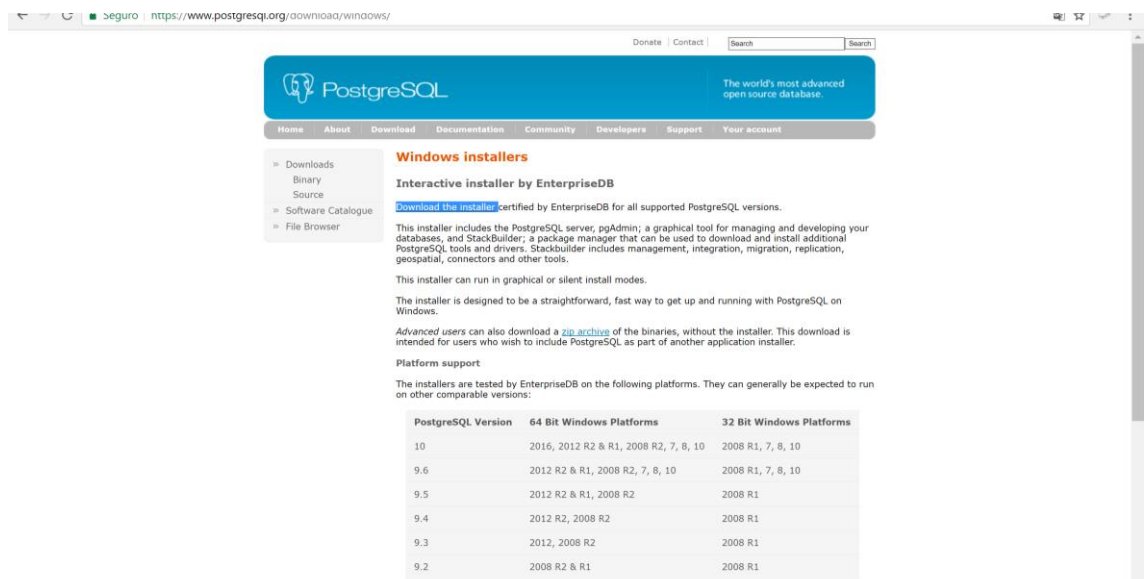 Seguro https://www.postgresql.org/download/windows/
Donate Contact Search Search
PostgreSQL
The world's most advanced
open source database.
Home About Download Documentation Community Developers Support Your account
» Downloads
Binary
Source
» Software Catalogue
» File Browser
Windows installers
Interactive installer by EnterpriseDB
Download the installer certified by EnterpriseDB for all supported PostgreSQL versions.
This installer includes the PostgreSQL server, pgAdmin; a graphical tool for managing and developing your
databases, and StackBuilder; a package manager that can be used to download and install additional
PostgreSQL tools and drivers. Stackbuilder includes management, integration, migration, replication,
geospatial, connectors and other tools.
This installer can run in graphical or silent install modes.
The installer is designed to be a straightforward, fast way to get up and running with PostgreSQL on
Windows.
Advanced users can also download a zip archive of the binaries, without the installer. This download is
intended for users who wish to include PostgreSQL as part of another application installer.
Platform support
The installers are tested by EnterpriseDB on the following platforms. They can generally be expected to run
on other comparable versions:
PostgreSQL Version 64 Bit Windows Platforms 32 Bit Windows Platforms
10 2016, 2012 R2 & R1, 2008 R2, 7, 8, 10 2008 R1, 7, 8, 10
9.6 2012 R2 & R1, 2008 R2, 7, 8, 10 2008 R1, 7, 8, 10
9.5 2012 R2 & R1, 2008 R2 2008 R1
9.4 2012 R2, 2008 R2 2008 R1
9.3 2012, 2008 R2 2008 R1
9.2 2008 R2 & R1 2008 R1